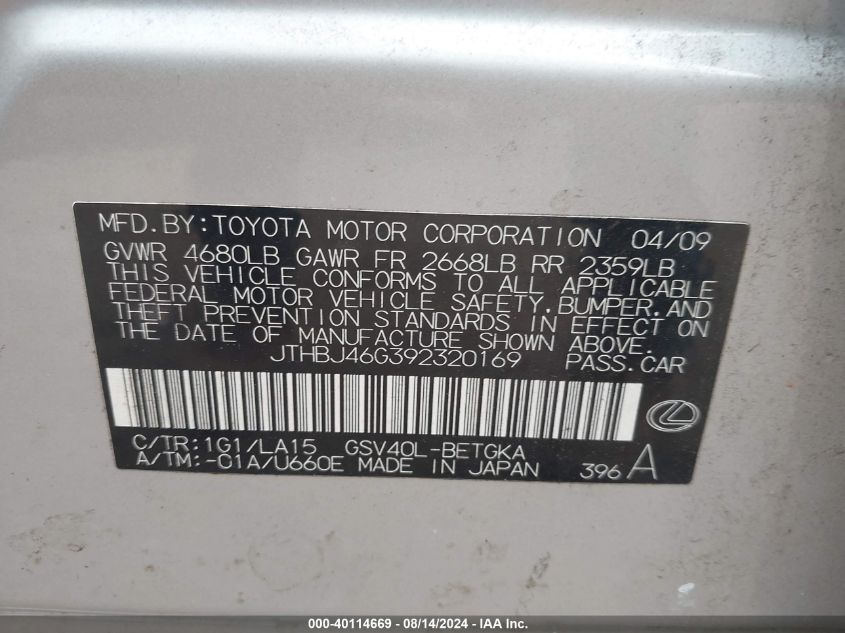 MFD.BY:TOYOTA MOTOR CORPORATION 04/09
GVWR 4680LB GAWR FR 2668LB RR 2359LB
THIS VEHICLE CONFORMS TO ALL APPLICABLE
FEDERAL MOTOR VEHICLE SAFETY,BUMPER,AND
THEFT PREVENTION STANDARDS IN EFFECT ON
THE DATE OF MANUFACTURE SHOWN ABOVE.
JTHBJ46G392320169 PASS.CAR
C/TR:1G1/LA15 GSV40L-BETGKA
A/TM:-01A/U660E MADE IN JAPAN 396 A
000-40114669 - 08/14/2024 - IAA Inc.